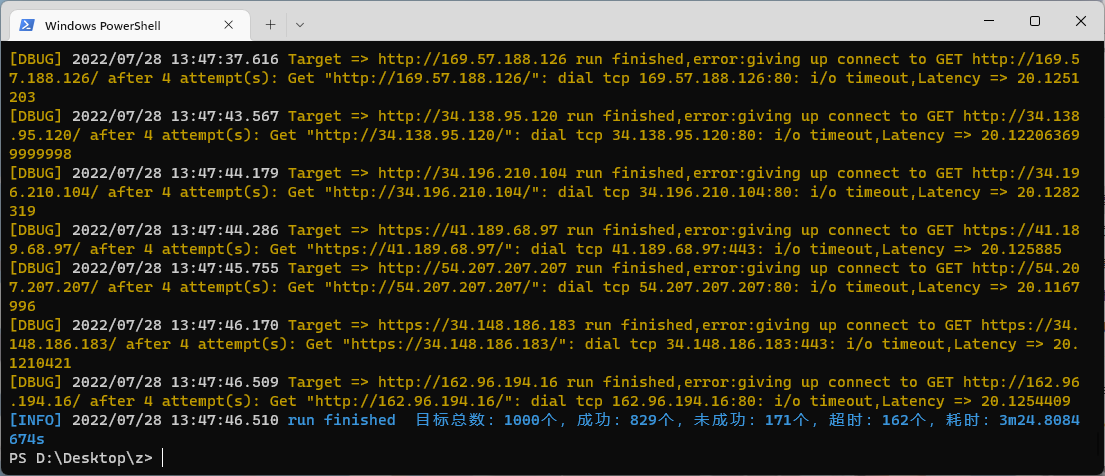 Windows PowerShell
[DBUG] 2022/07/28 13:47:37.616 Target => http://169.57.188.126 run finished,error:giving up connect to GET http://169.5
7.188.126/ after 4 attempt(s): Get "http://169.57.188.126/": dial tcp 169.57.188.126:80: i/o timeout,Latency => 20.1251
203
[DBUG] 2022/07/28 13:47:43.567 Target => http://34.138.95.120 run finished,error:giving up connect to GET http://34.138
.95.120/ after 4 attempt(s): Get "http://34.138.95.120/": dial tcp 34.138.95.120:80: i/o timeout,Latency => 20.12206369
9999998
[DBUG] 2022/07/28 13:47:44.179 Target => http://34.196.210.104 run finished,error:giving up connect to GET http://34.19
6.210.104/ after 4 attempt(s): Get "http://34.196.210.104/": dial tcp 34.196.210.104:80: i/o timeout,Latency => 20.1282
319
[DBUG] 2022/07/28 13:47:44.286 Target => https://41.189.68.97 run finished,error:giving up connect to GET https://41.18
9.68.97/ after 4 attempt(s): Get "https://41.189.68.97/": dial tcp 41.189.68.97:443: i/o timeout,Latency => 20.125885
[DBUG] 2022/07/28 13:47:45.755 Target => http://54.207.207.207 run finished,error:giving up connect to GET http://54.20
7.207.207/ after 4 attempt(s): Get "http://54.207.207.207/": dial tcp 54.207.207.207:80: i/o timeout,Latency => 20.1167
996
[DBUG] 2022/07/28 13:47:46.170 Target => https://34.148.186.183 run finished,error:giving up connect to GET https://34.
148.186.183/ after 4 attempt(s): Get "https://34.148.186.183/": dial tcp 34.148.186.183:443: i/o timeout,Latency => 20.
1210421
[DBUG] 2022/07/28 13:47:46.509 Target => http://162.96.194.16 run finished,error:giving up connect to GET http://162.96
.194.16/ after 4 attempt(s): Get "http://162.96.194.16/": dial tcp 162.96.194.16:80: i/o timeout,Latency => 20.1254409
[INFO] 2022/07/28 13:47:46.510 run finished  目标总数: 1000个, 成功: 829个, 未成功: 171个, 超时: 162个, 耗时: 3m24.8084
674s
PS D:\Desktop\z>